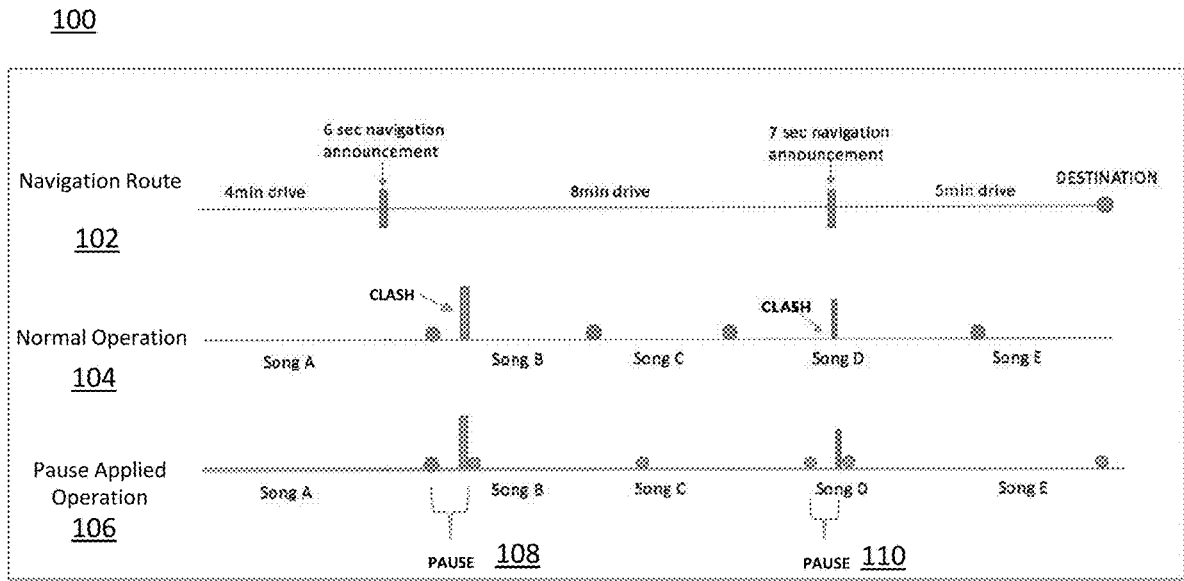 100
6 sec navigation
announcement
7 sec navigation
announcement
Navigation Route
4min drive
8min drive
5min drive
DESTINATION
102
CLASH
CLASH
Normal Operation
Song A
Song B
Song C
Song D
Song E
104
Pause Applied
Operation
Song A
Song B
Song C
Song D
Song E
106
PAUSE 108
PAUSE 110